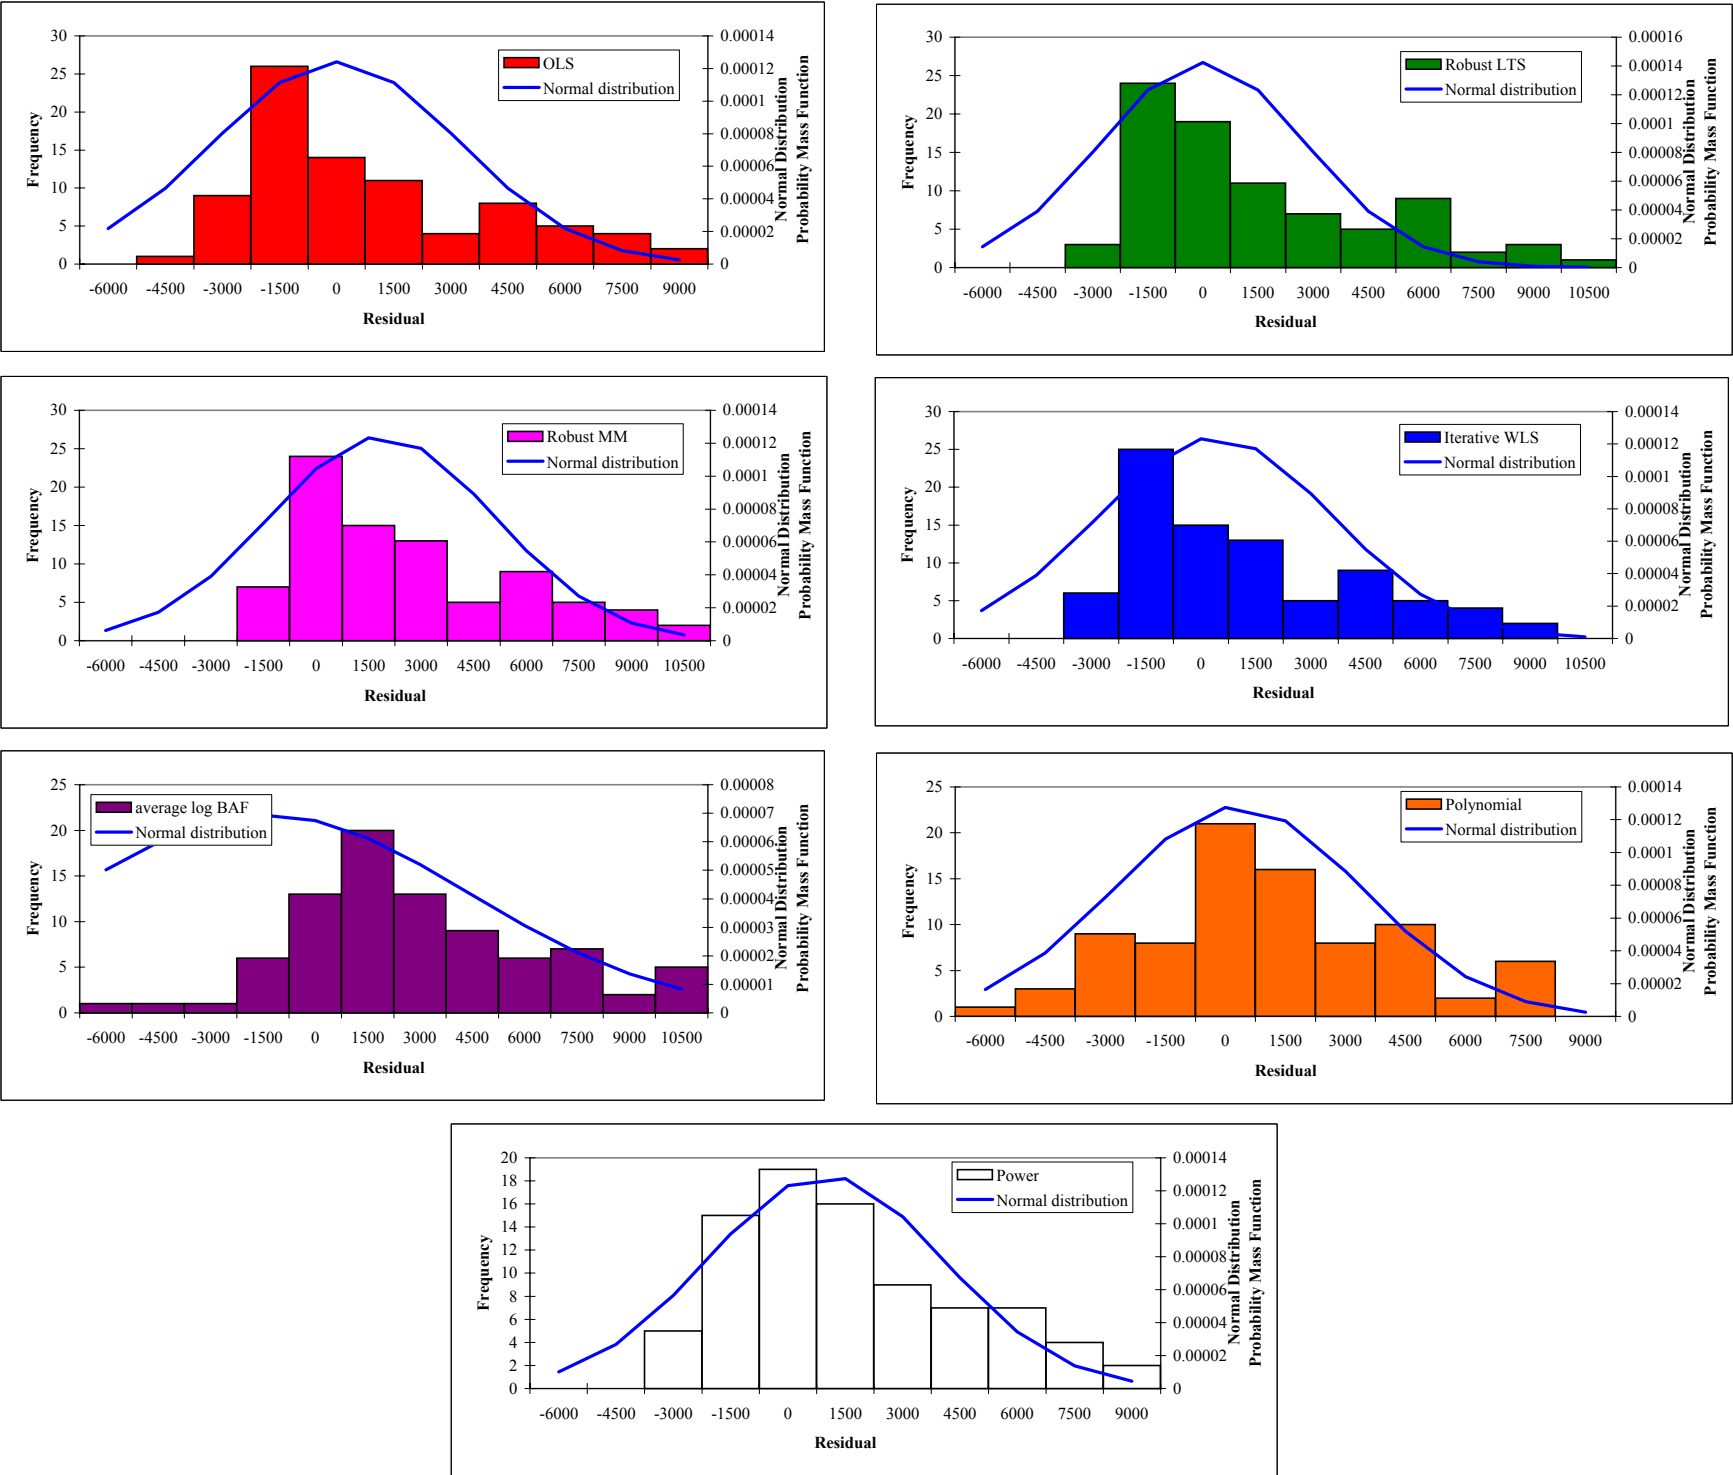 30
25
20
15
10
5
0
Frequency
0.00014
0.00012
0.0001
0.00008
0.00006
0.00004
0.00002
0
Normal Distribution
Probability Mass Function
OLS
Normal distribution
-6000 -4500 -3000 -1500 0 1500 3000 4500 6000 7500 9000
Residual
30
25
20
15
10
5
0
Frequency
0.00016
0.00014
0.00012
0.0001
0.00008
0.00006
0.00004
0.00002
0
Normal Distribution
Probability Mass Function
Robust LTS
Normal distribution
-6000 -4500 -3000 -1500 0 1500 3000 4500 6000 7500 9000 10500
Residual
30
25
20
15
10
5
0
Frequency
0.00014
0.00012
0.0001
0.00008
0.00006
0.00004
0.00002
0
Normal Distribution
Probability Mass Function
Robust MM
Normal distribution
-6000 -4500 -3000 -1500 0 1500 3000 4500 6000 7500 9000 10500
Residual
30
25
20
15
10
5
0
Frequency
0.00014
0.00012
0.0001
0.00008
0.00006
0.00004
0.00002
0
Normal Distribution
Probability Mass Function
Iterative WLS
Normal distribution
-6000 -4500 -3000 -1500 0 1500 3000 4500 6000 7500 9000 10500
Residual
25
20
15
10
5
0
Frequency
0.00008
0.00007
0.00006
0.00005
0.00004
0.00003
0.00002
0.00001
0
Normal Distribution
Probability Mass Function
average log BAF
Normal distribution
-6000 -4500 -3000 -1500 0 1500 3000 4500 6000 7500 9000 10500
Residual
25
20
15
10
5
0
Frequency
0.00014
0.00012
0.0001
0.00008
0.00006
0.00004
0.00002
0
Normal Distribution
Probability Mass Function
Polynomial
Normal distribution
-6000 -4500 -3000 -1500 0 1500 3000 4500 6000 7500 9000
Residual
20
18
16
14
12
10
8
6
4
2
0
Frequency
0.00014
0.00012
0.0001
0.00008
0.00006
0.00004
0.00002
0
Normal Distribution
Probability Mass Function
Power
Normal distribution
-6000 -4500 -3000 -1500 0 1500 3000 4500 6000 7500 9000
Residual